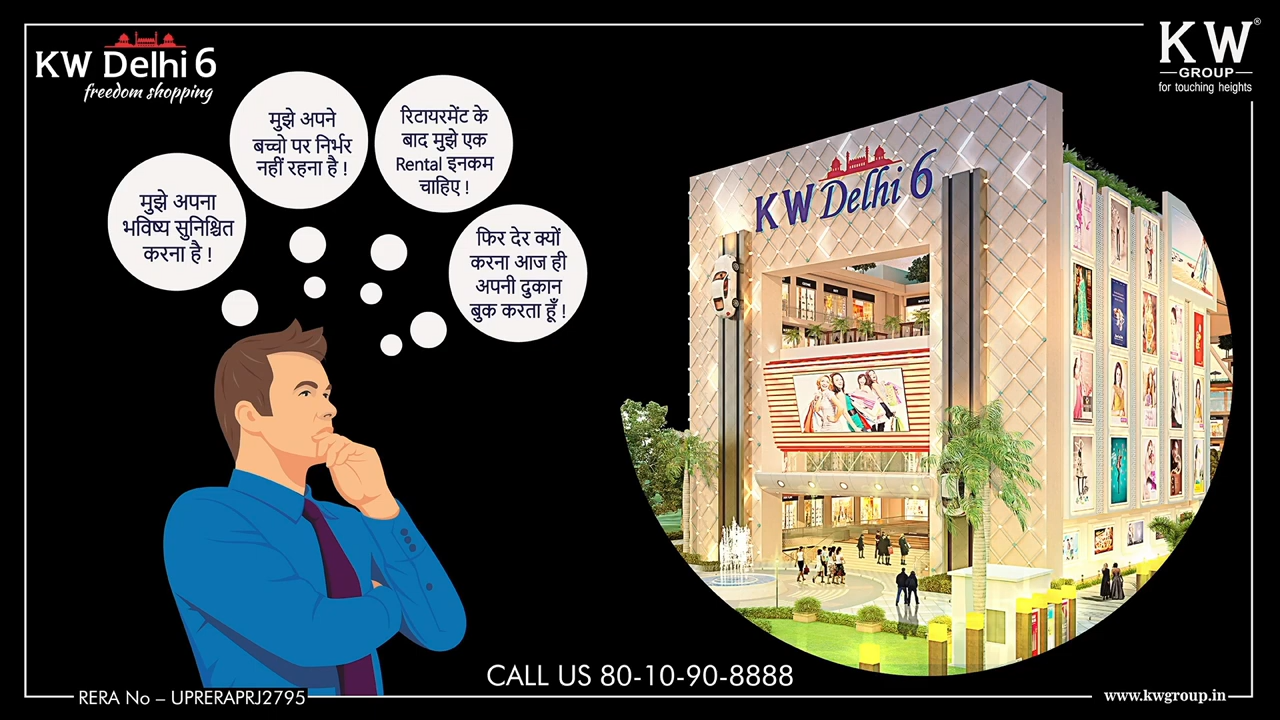 KW Delhi 6
freedom shopping
KW
GROUP
for touching heights
मुझे अपना
भविष्य सुनिश्चित
करना है !
मुझे अपने
बच्चो पर निर्भर
नहीं रहना है !
रिटायरमेंट के
बाद मुझे एक
Rental इनकम
चाहिए !
फिर देर क्यों
करना आज ही
अपनी दुकान
बुक करता हूँ !
KW Delhi 6
CALL US 80-10-90-8888
RERA No – UPRERAPRJ2795
www.kwgroup.in